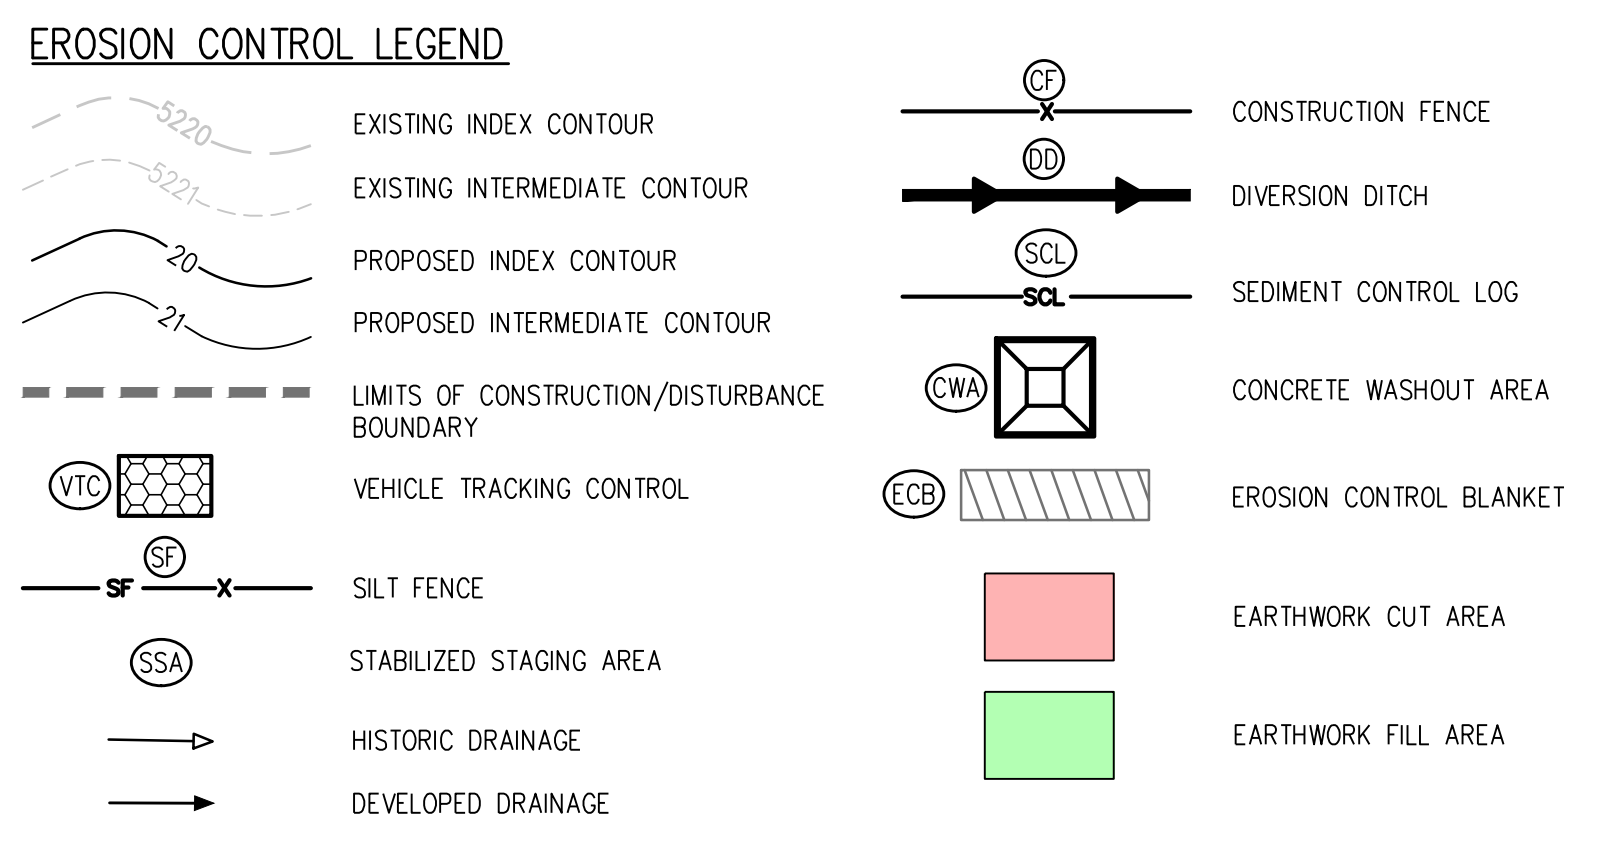 EROSION CONTROL LEGEND
5220
EXISTING INDEX CONTOUR
5221
EXISTING INTERMEDIATE CONTOUR
20
PROPOSED INDEX CONTOUR
21
PROPOSED INTERMEDIATE CONTOUR
LIMITS OF CONSTRUCTION/DISTURBANCE
BOUNDARY
VTC
VEHICLE TRACKING CONTROL
SF
SF X
SILT FENCE
SSA
STABILIZED STAGING AREA
HISTORIC DRAINAGE
DEVELOPED DRAINAGE
CF
X
CONSTRUCTION FENCE
DD
DIVERSION DITCH
SCL
SCL
SEDIMENT CONTROL LOG
CWA
CONCRETE WASHOUT AREA
ECB
EROSION CONTROL BLANKET
EARTHWORK CUT AREA
EARTHWORK FILL AREA